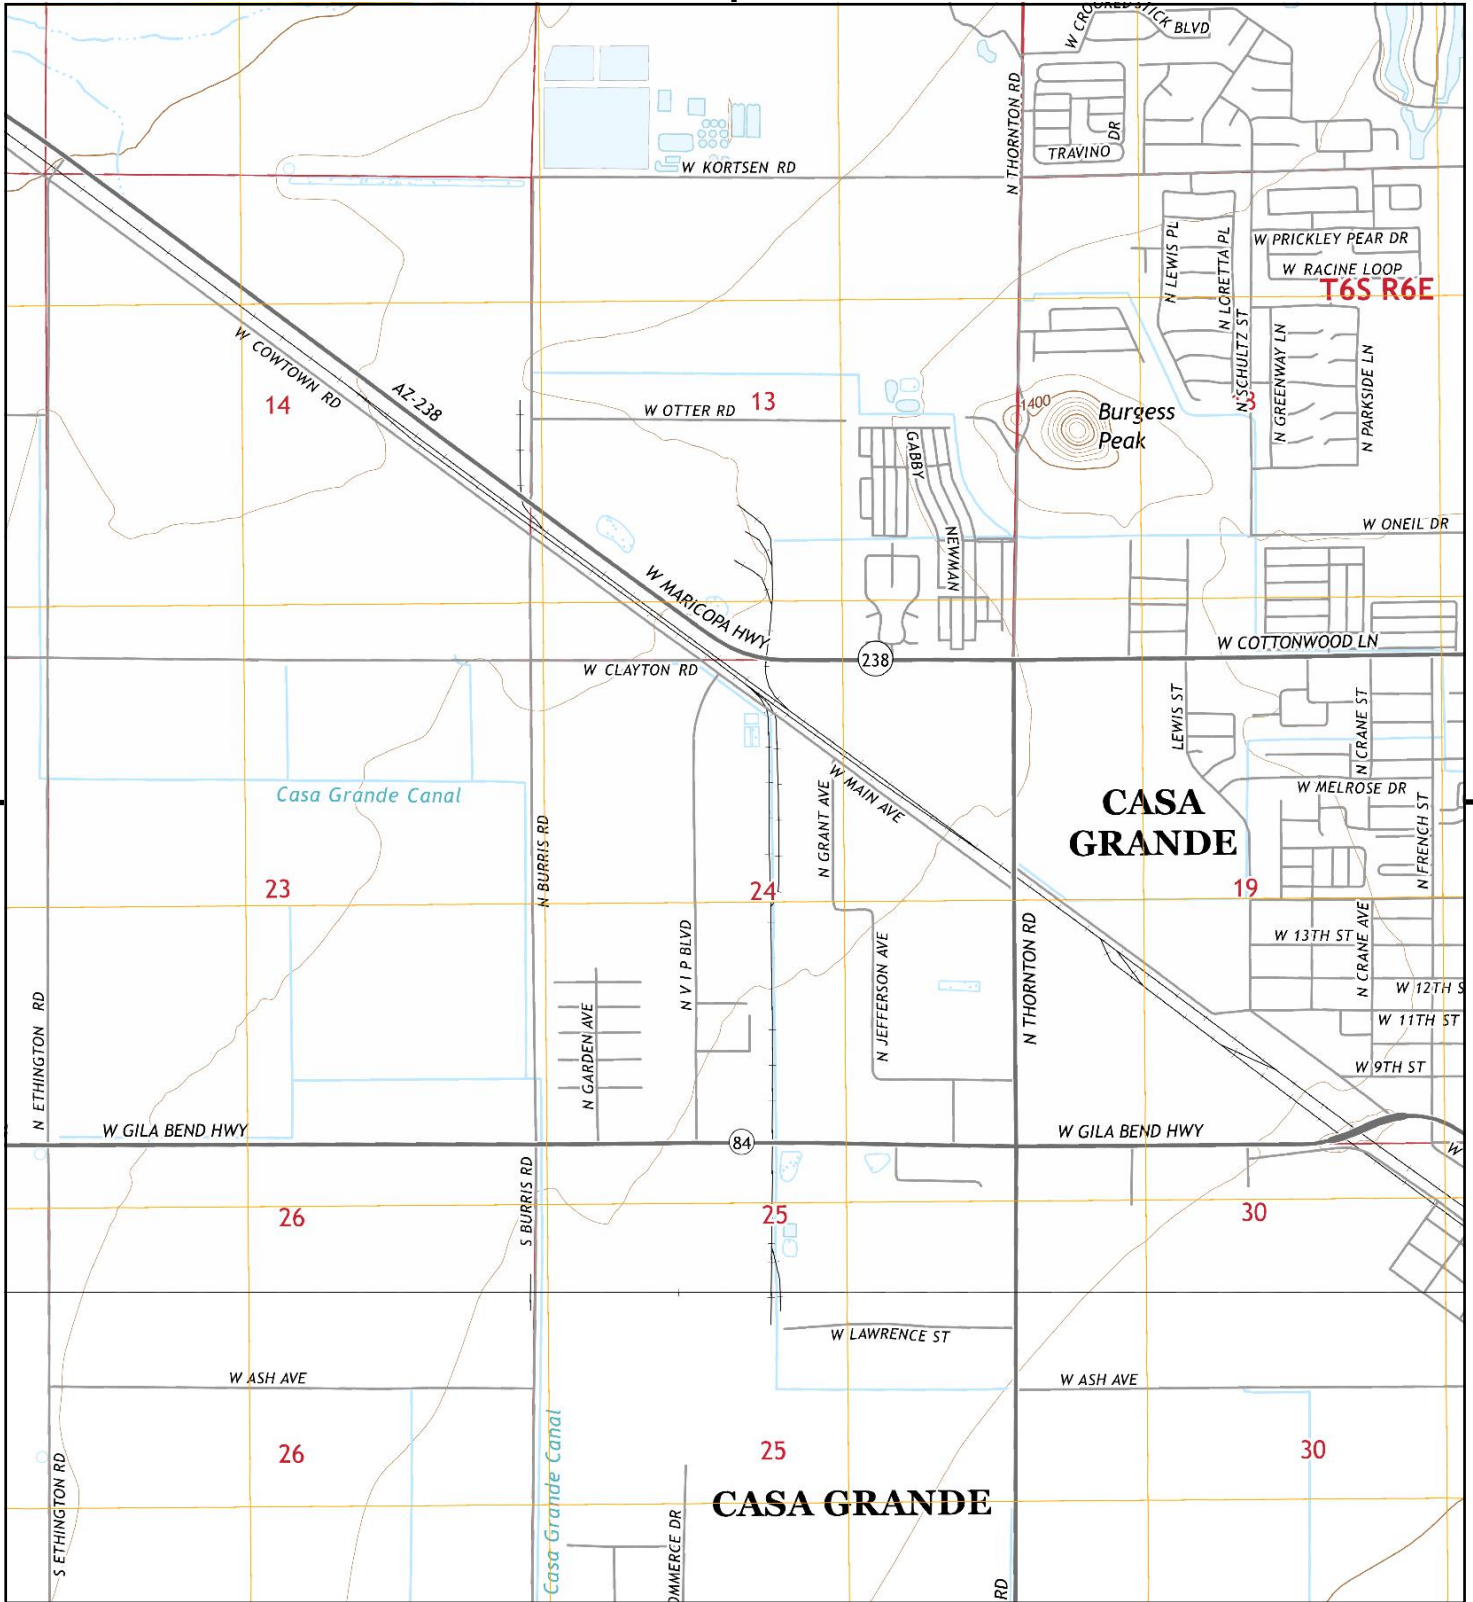 W CROOKED STICK BLVD
N THORNTON RD
TRAVINO DR
W KORTSEN RD
N LEWIS PL
N LORETTA PL
W PRICKLEY PEAR DR
W RACINE LOOP
T6S R6E
N SCHULTZ ST
N GREENWAY LN
N PARKSIDE LN
W COWTOWN RD
AZ-238
14
W OTTER RD
13
1400
Burgess
Peak
GABBY
NEWMAN
W ONEIL DR
W MARICOPA HWY
W COTTONWOOD LN
W CLAYTON RD
238
LEWIS ST
N CRANE ST
W MELROSE DR
Casa Grande Canal
N BURRIS RD
N GRANT AVE
W MAIN AVE
CASA
GRANDE
N FRENCH ST
23
24
19
N V I P BLVD
N JEFFERSON AVE
N THORNTON RD
W 13TH ST
N CRANE AVE
W 12TH S
W 11TH ST
N ETHINGTON RD
N GARDEN AVE
W 9TH ST
W GILA BEND HWY
84
W GILA BEND HWY
W
S BURRIS RD
26
25
30
W LAWRENCE ST
W ASH AVE
W ASH AVE
S ETHINGTON RD
26
Casa Grande Canal
25
30
CASA GRANDE
OMMERCE DR
RD